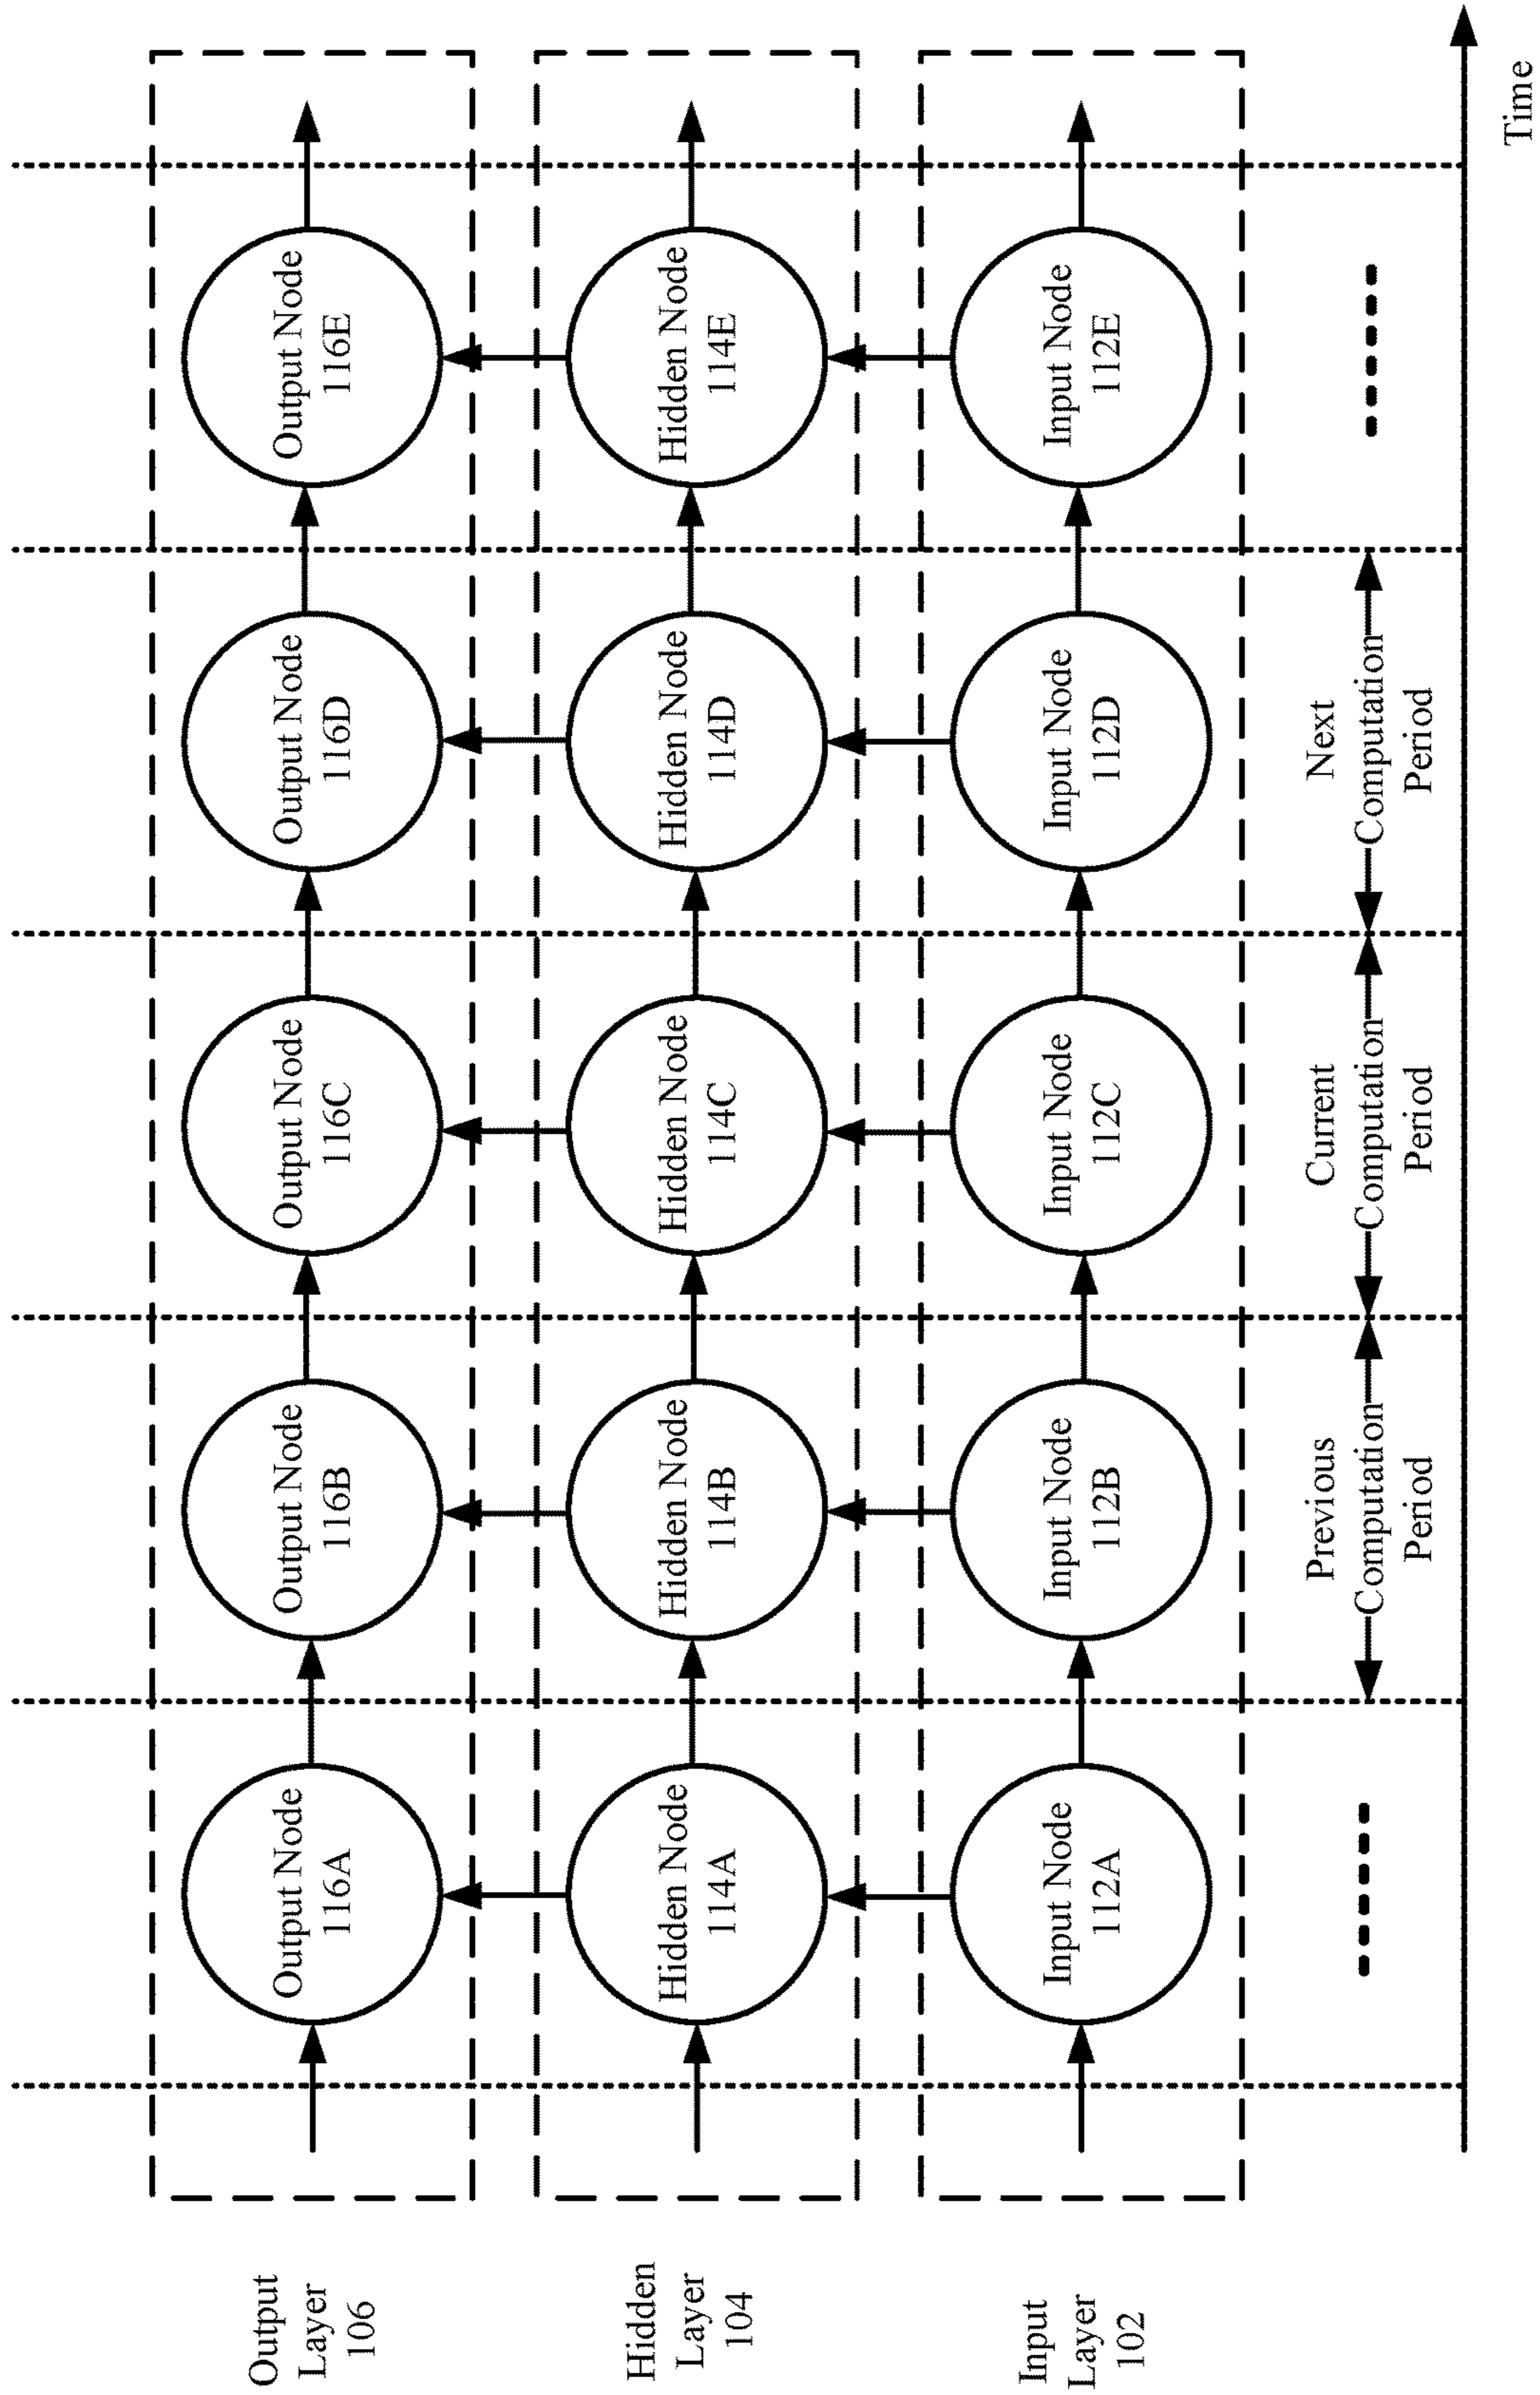 Output
Layer
106
Output Node
116A
Output Node
116B
Output Node
116C
Output Node
116D
Output Node
116E
Hidden
Layer
104
Hidden Node
114A
Hidden Node
114B
Hidden Node
114C
Hidden Node
114D
Hidden Node
114E
Input
Layer
102
Input Node
112A
Input Node
112B
Input Node
112C
Input Node
112D
Input Node
112E
Previous
Computation
Period
Current
Computation
Period
Next
Computation
Period
Time